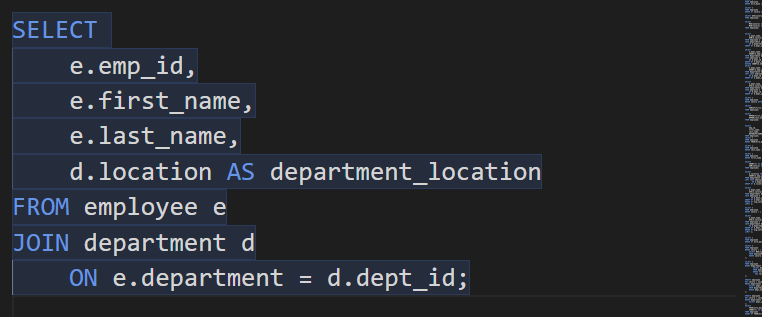 SELECT
    e.emp_id,
    e.first_name,
    e.last_name,
    d.location AS department_location
FROM employee e
JOIN department d
    ON e.department = d.dept_id;